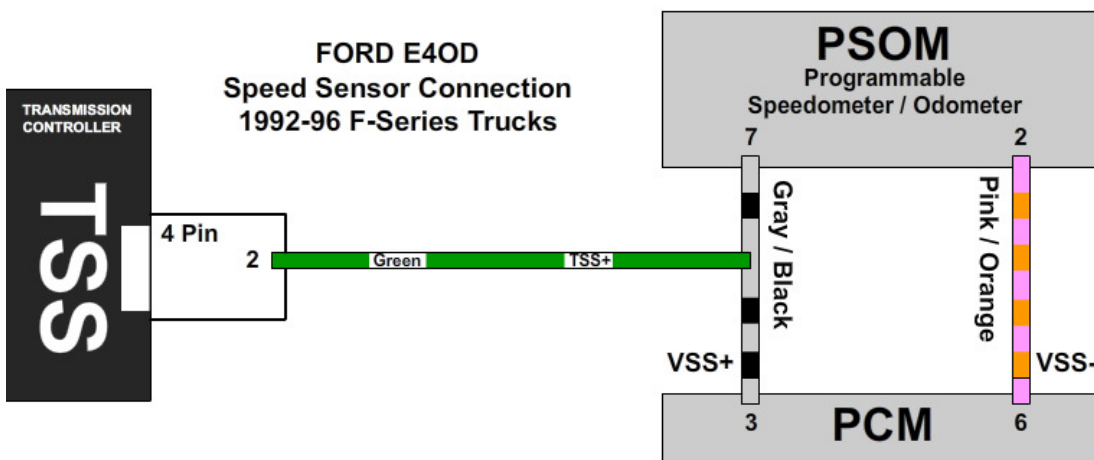 FORD E4OD
Speed Sensor Connection
1992-96 F-Series Trucks
TRANSMISSION
CONTROLLER
TSS
4 Pin
2
Green
TSS+
PSOM
Programmable
Speedometer / Odometer
7
2
Gray / Black
Pink / Orange
VSS+
VSS-
3
6
PCM